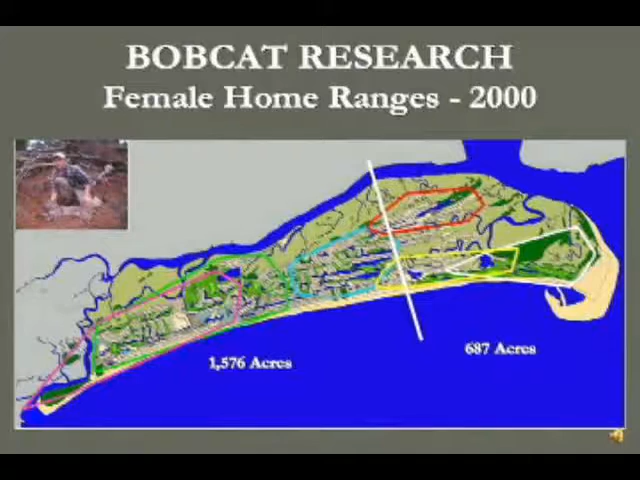 BOBCAT RESEARCH
Female Home Ranges - 2000
1,576 Acres
687 Acres